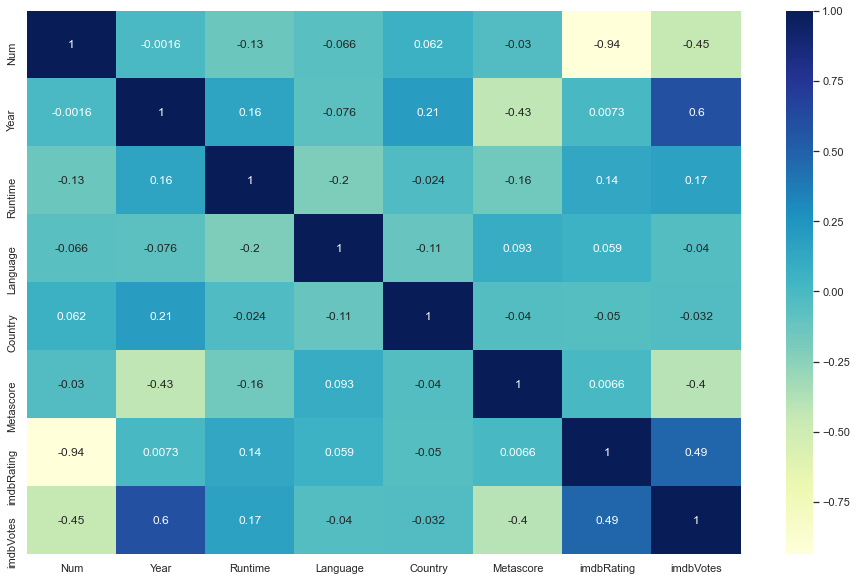 Num 1 -0.0016 -0.13 -0.066 0.062 -0.03 -0.94 -0.45
Year -0.0016 1 0.16 -0.076 0.21 -0.43 0.0073 0.6
Runtime -0.13 0.16 1 -0.2 -0.024 -0.16 0.14 0.17
Language -0.066 -0.076 -0.2 1 -0.11 0.093 0.059 -0.04
Country 0.062 0.21 -0.024 -0.11 1 -0.04 -0.05 -0.032
Metascore -0.03 -0.43 -0.16 0.093 -0.04 1 0.0066 -0.4
imdbRating -0.94 0.0073 0.14 0.059 -0.05 0.0066 1 0.49
imdbVotes -0.45 0.6 0.17 -0.04 -0.032 -0.4 0.49 1
Num Year Runtime Language Country Metascore imdbRating imdbVotes
1.00
0.75
0.50
0.25
0.00
−0.25
−0.50
−0.75